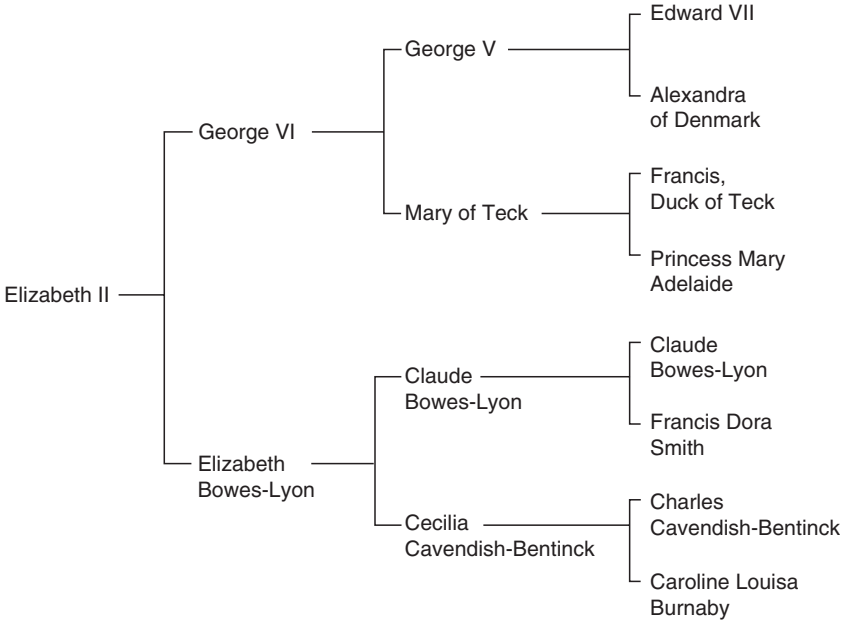 Edward VII
George V
Alexandra
of Denmark
George VI
Francis,
Duck of Teck
Mary of Teck
Princess Mary
Adelaide
Elizabeth II
Claude
Bowes-Lyon
Claude
Bowes-Lyon
Francis Dora
Smith
Elizabeth
Bowes-Lyon
Charles
Cavendish-Bentinck
Cecilia
Cavendish-Bentinck
Caroline Louisa
Burnaby